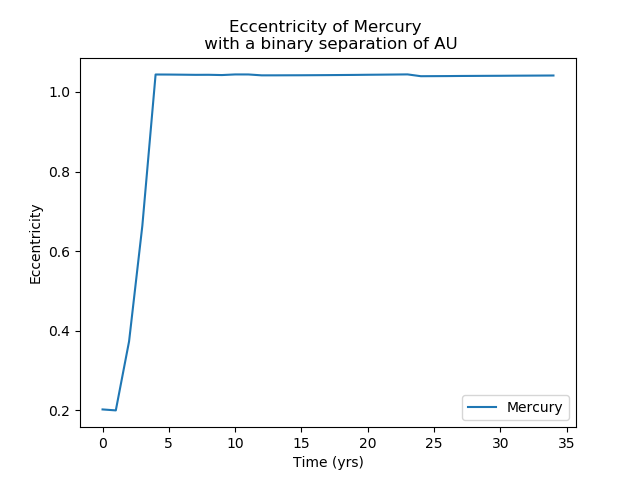 Eccentricity of Mercury
with a binary separation of AU
Eccentricity
1.0
0.8
0.6
0.4
0.2
0 5 10 15 20 25 30 35
Time (yrs)
Mercury